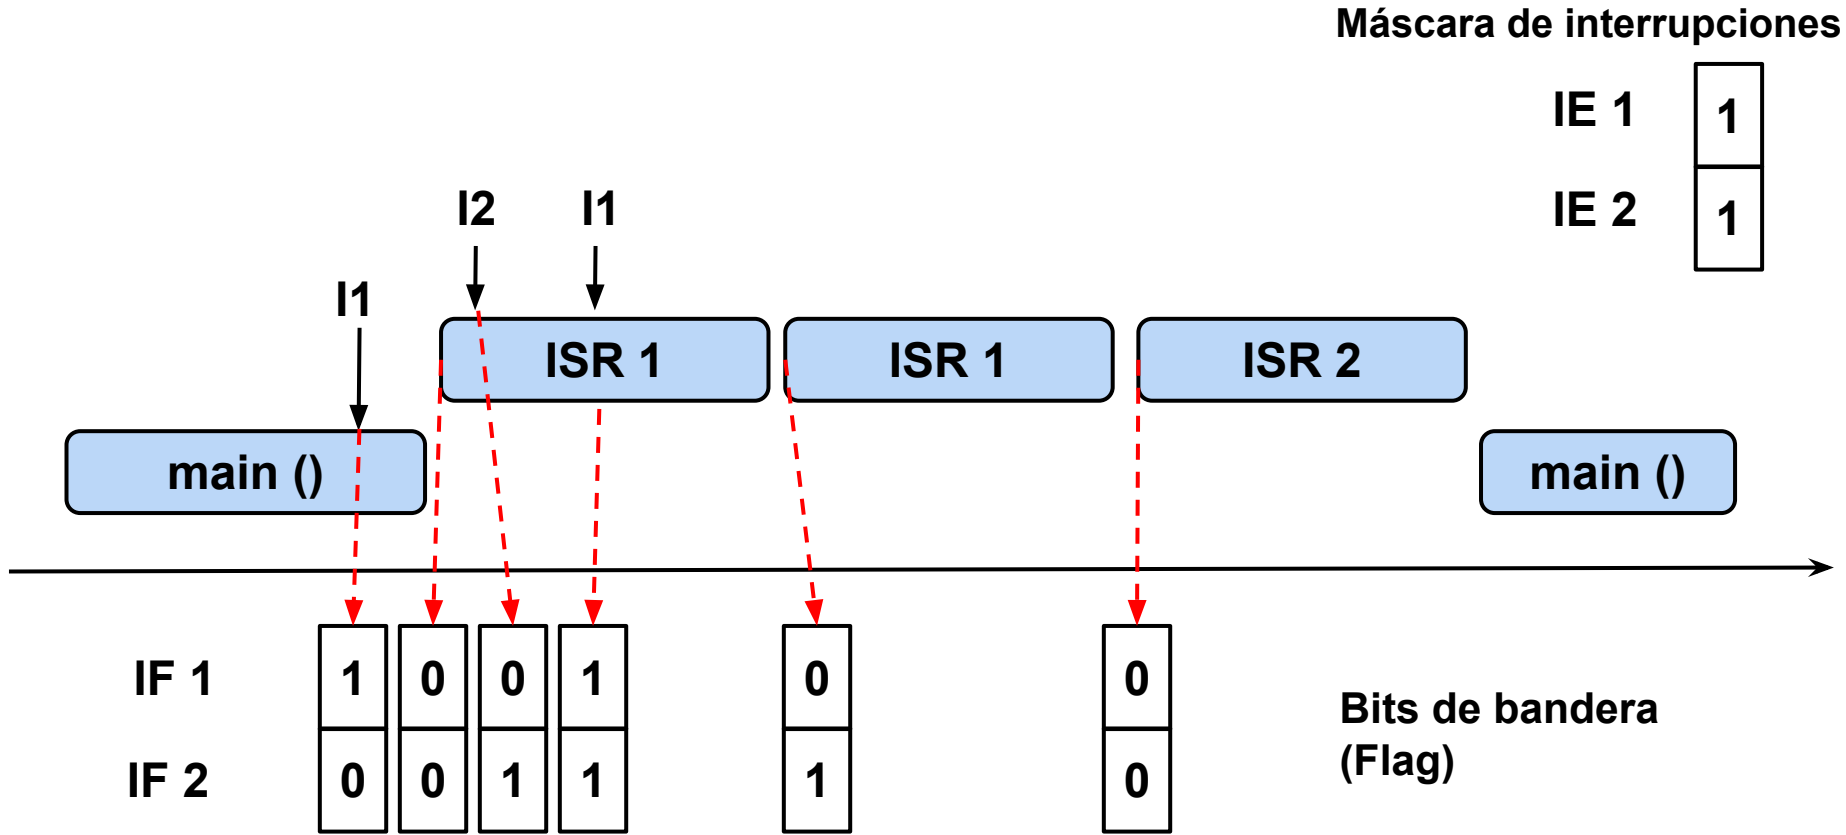 Máscara de interrupciones
IE 1 1
IE 2 1
I2 I1
I1
ISR 1 ISR 1 ISR 2
main () main ()
IF 1 1 0 0 1 0 0
IF 2 0 0 1 1 1 0
Bits de bandera
(Flag)